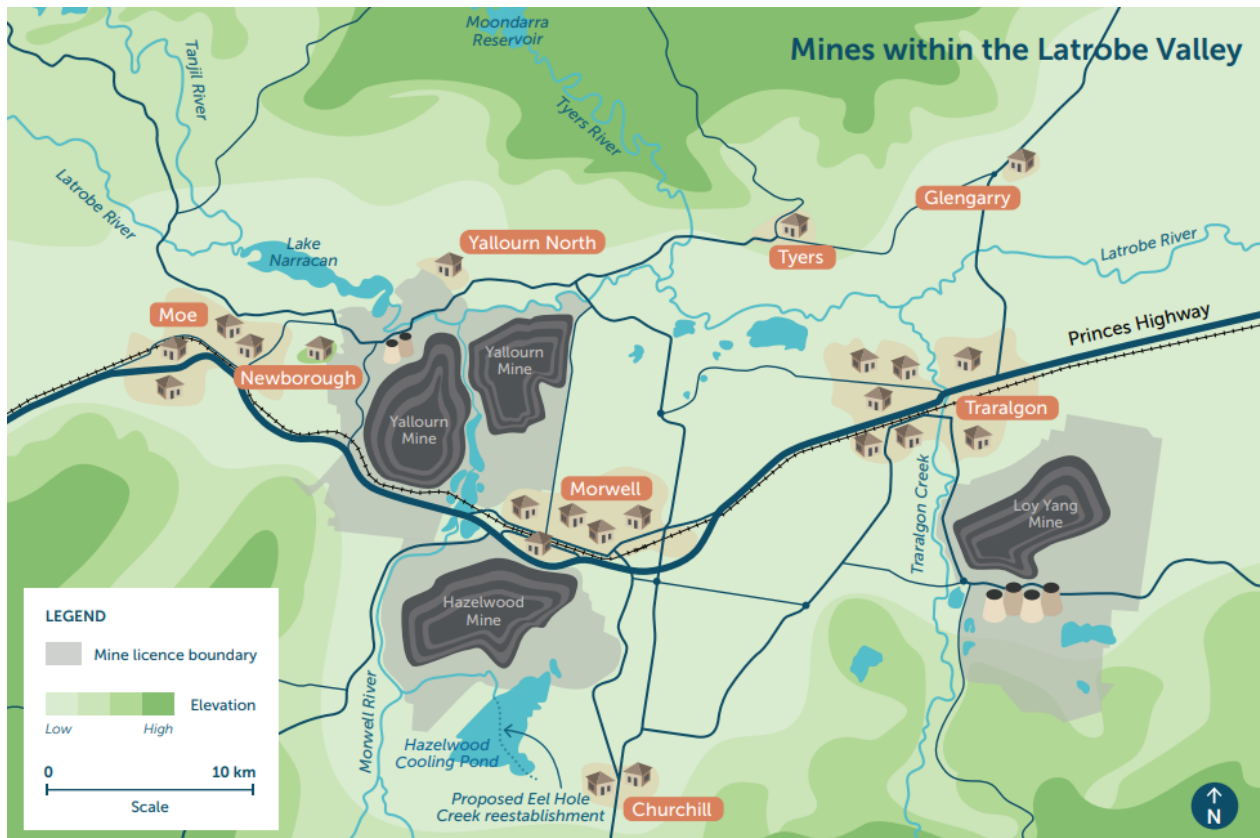 Mines within the Latrobe Valley
Moondarra
Reservoir
Tanjil River
Tyers River
Latrobe River
Glengarry
Lake
Narracan
Yallourn North
Tyers
Latrobe River
Moe
Princes Highway
Newborough
Yallourn
Mine
Yallourn
Mine
Traralgon
Morwell
Loy Yang
Mine
Traralgon Creek
Hazelwood
Mine
Morwell River
Hazelwood
Cooling Pond
Proposed Eel Hole
Creek reestablishment
Churchill
LEGEND
Mine licence boundary
Elevation
Low
High
0
10 km
Scale
N